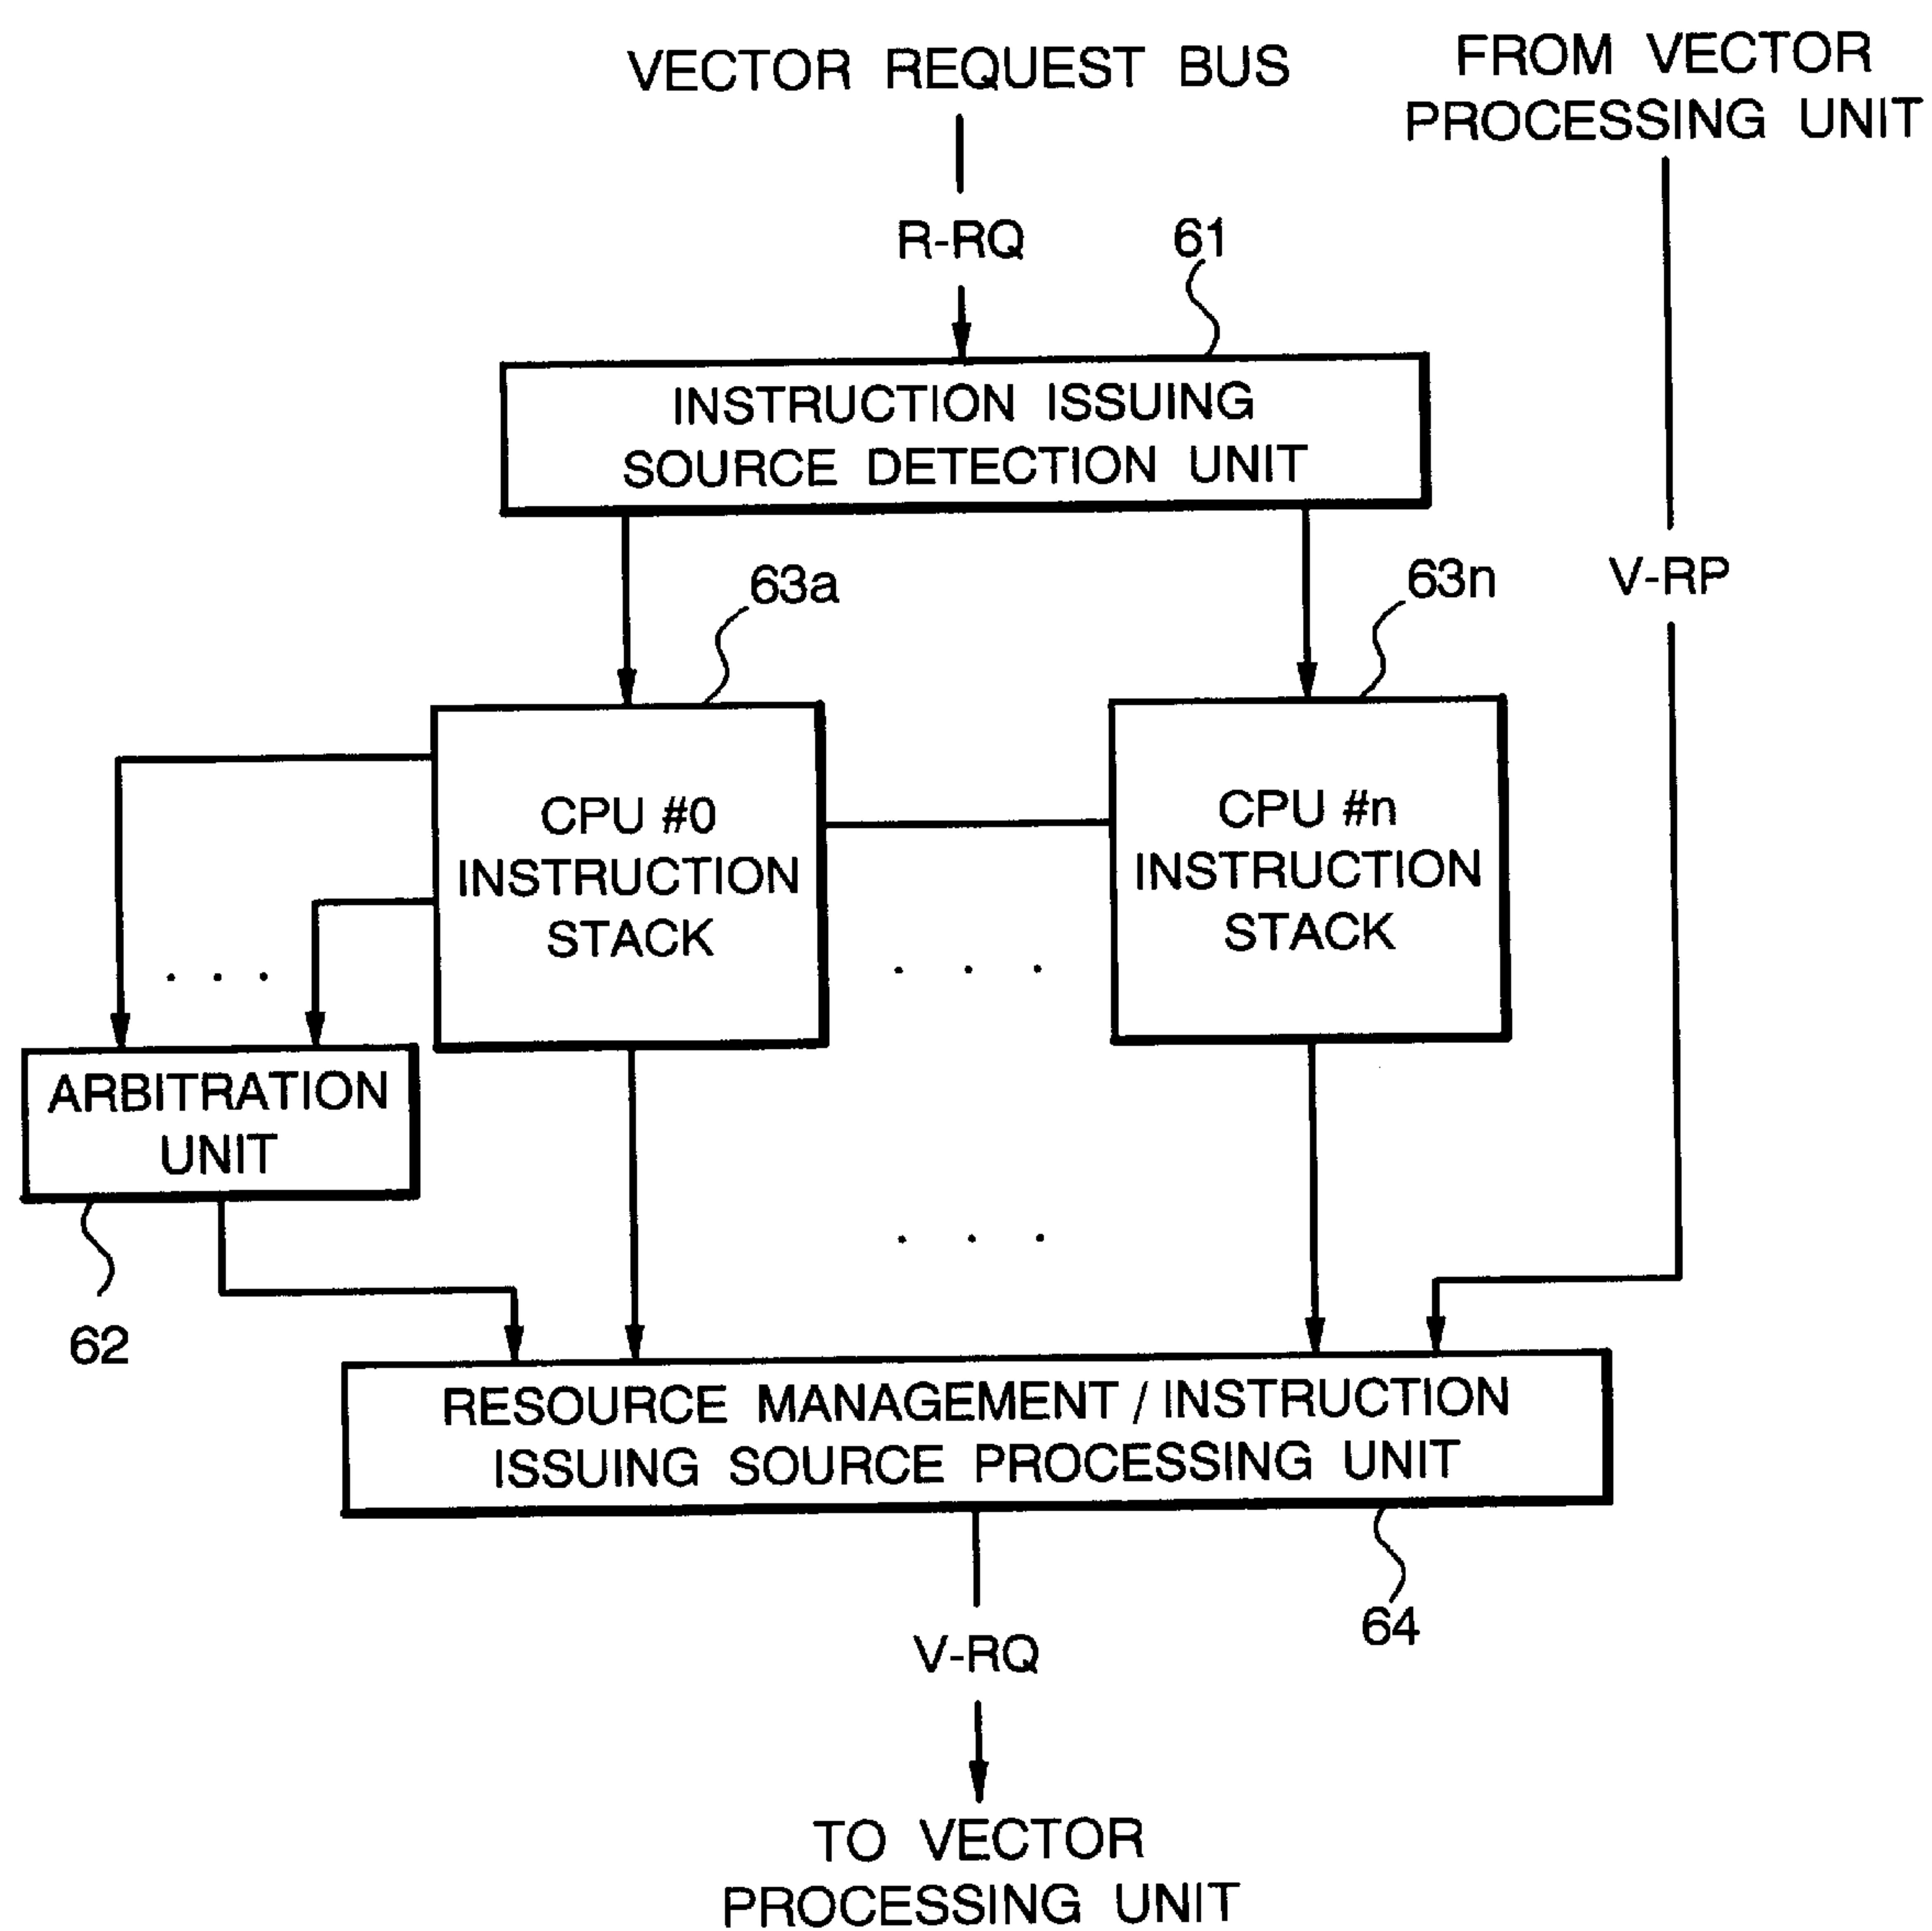 VECTOR REQUEST BUS
FROM VECTOR
PROCESSING UNIT
R-RQ
61
INSTRUCTION ISSUING
SOURCE DETECTION UNIT
63a
63n
V-RP
CPU #0
INSTRUCTION
STACK
CPU #n
INSTRUCTION
STACK
. . .
. . .
ARBITRATION
UNIT
. . .
62
RESOURCE MANAGEMENT / INSTRUCTION
ISSUING SOURCE PROCESSING UNIT
V-RQ
64
TO VECTOR
PROCESSING UNIT